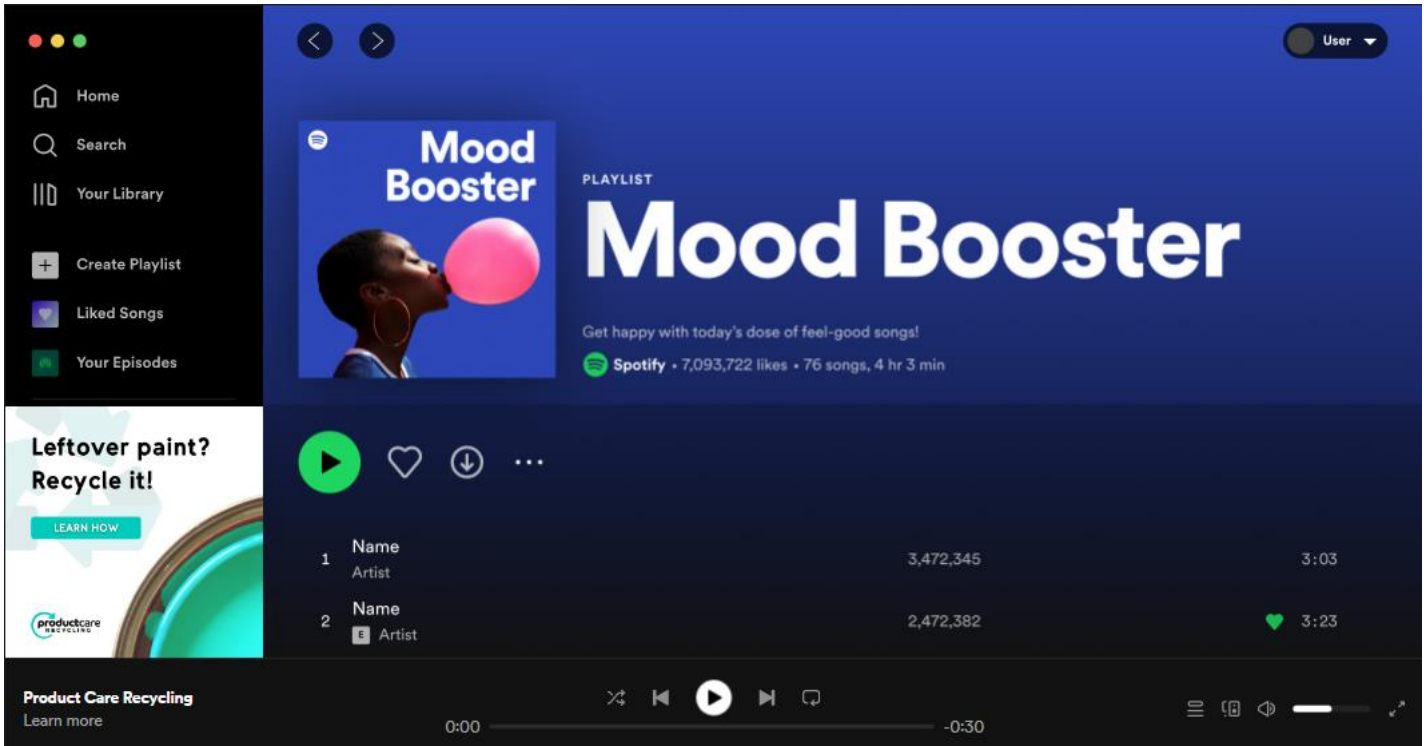 Home
Search
Your Library
Create Playlist
Liked Songs
Your Episodes
Leftover paint?
Recycle it!
LEARN HOW
productcare
RECYCLING
User
Mood
Booster
PLAYLIST
Mood Booster
Get happy with today's dose of feel-good songs!
Spotify • 7,093,722 likes • 76 songs, 4 hr 3 min
1 Name 3,472,345 3:03
Artist
2 Name 2,472,382 3:23
E Artist
Product Care Recycling
Learn more
0:00 -0:30